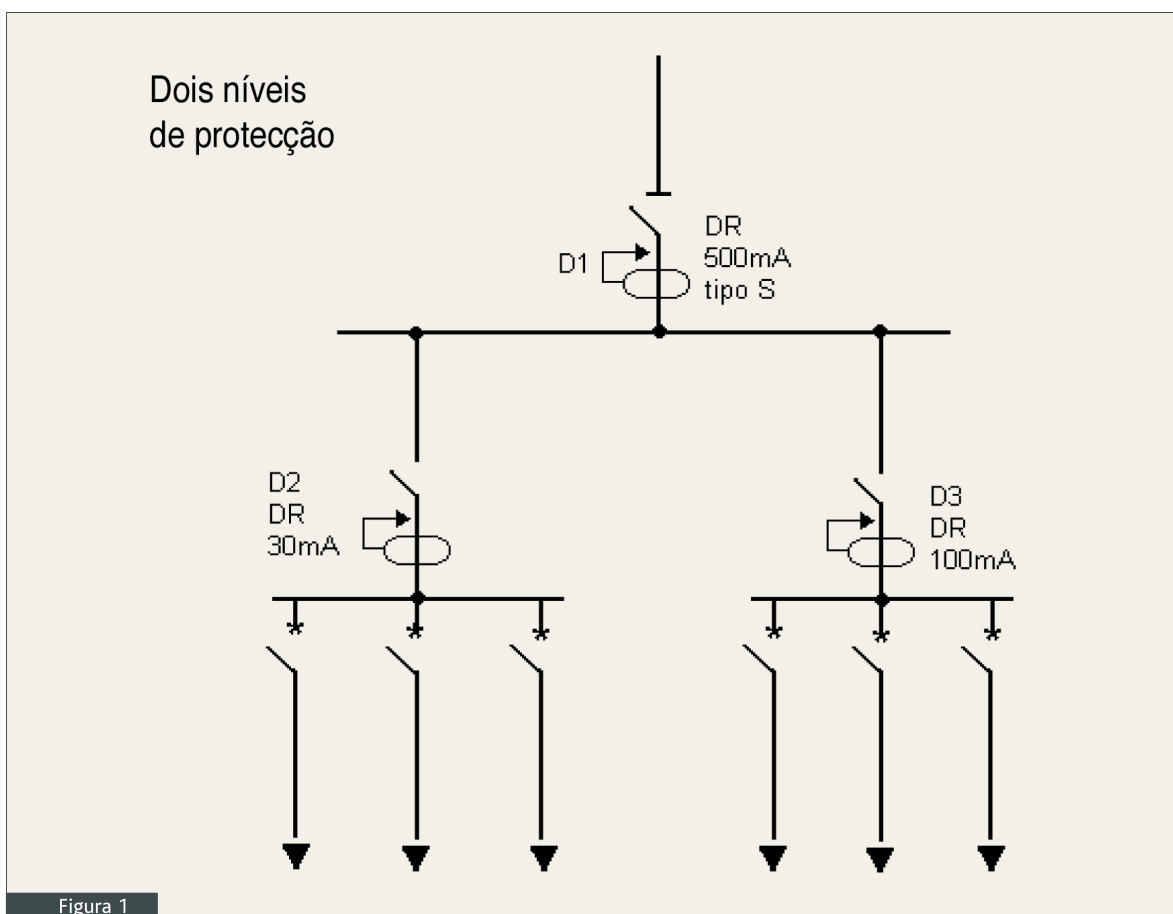 Dois níveis
de protecção
D1
DR
500mA
tipo S
D2
DR
30mA
D3
DR
100mA
Figura 1